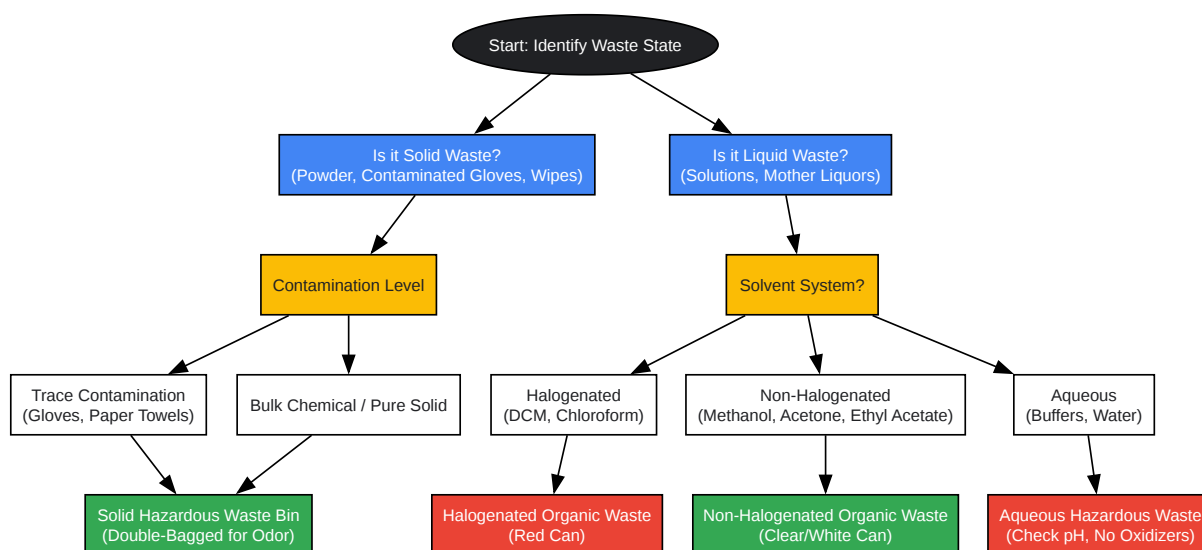 Start: Identify Waste State
Is it Solid Waste?
(Powder, Contaminated Gloves, Wipes)
Is it Liquid Waste?
(Solutions, Mother Liquors)
Contamination Level
Solvent System?
Trace Contamination
(Gloves, Paper Towels)
Bulk Chemical / Pure Solid
Halogenated
(DCM, Chloroform)
Non-Halogenated
(Methanol, Acetone, Ethyl Acetate)
Aqueous
(Buffers, Water)
Solid Hazardous Waste Bin
(Double-Bagged for Odor)
Halogenated Organic Waste
(Red Can)
Non-Halogenated Organic Waste
(Clear/White Can)
Aqueous Hazardous Waste
(Check pH, No Oxidizers)